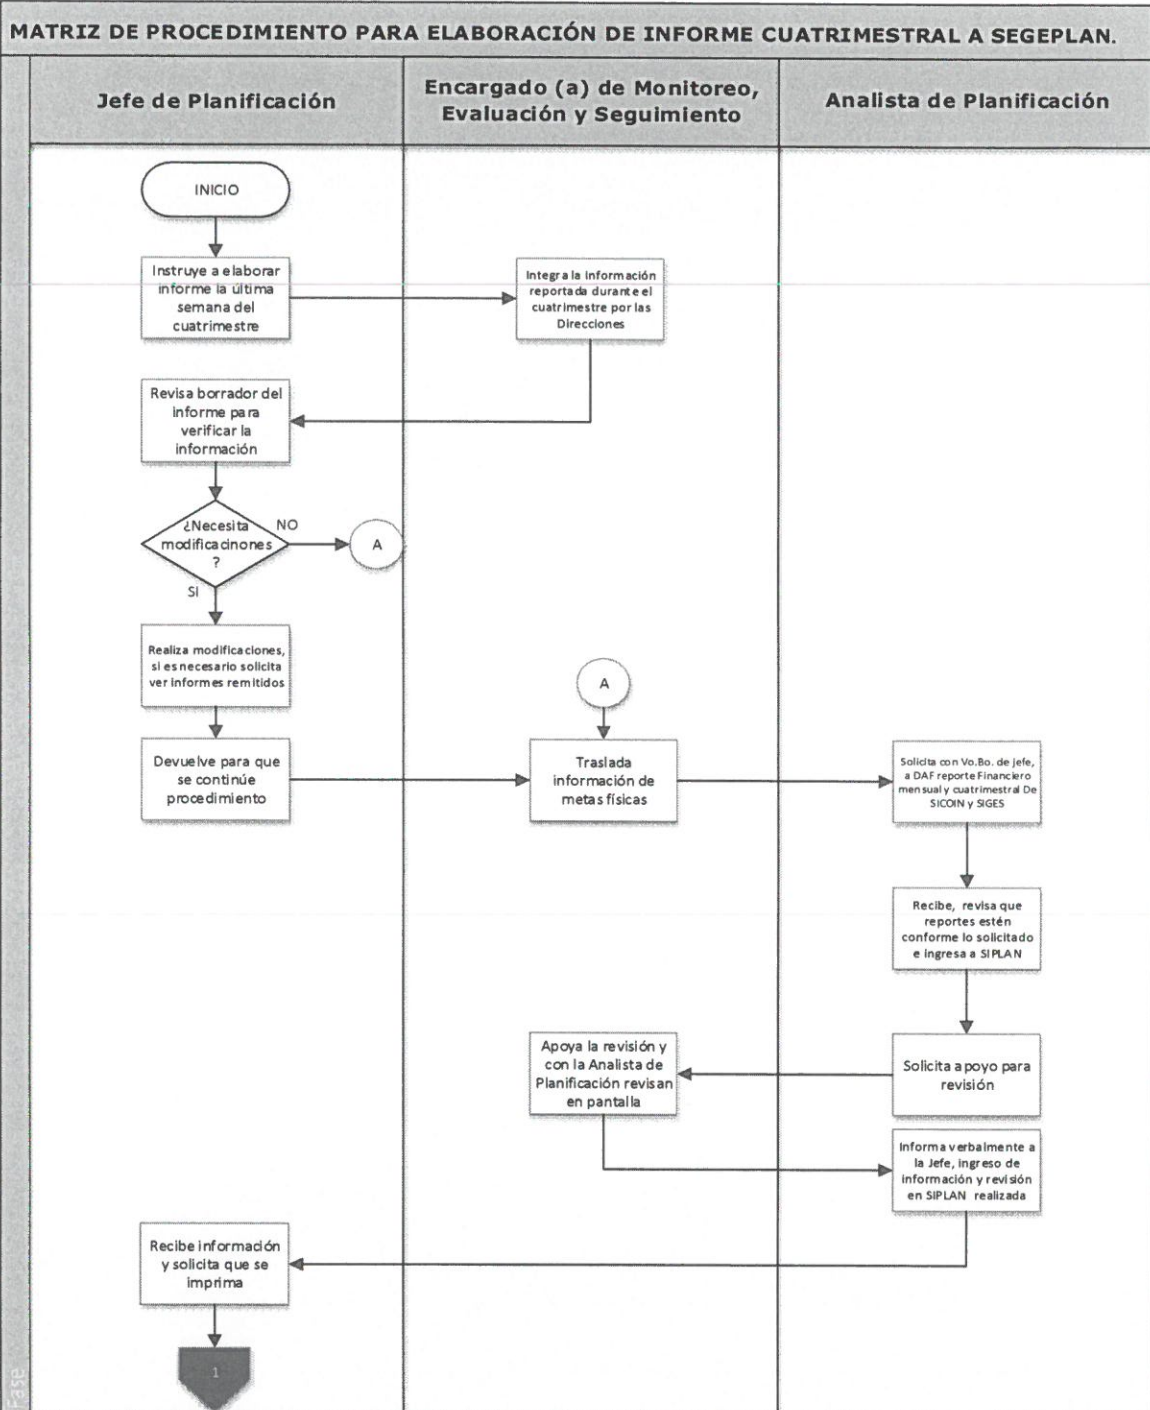 MATRIZ DE PROCEDIMIENTO PARA ELABORACIÓN DE INFORME CUATRIMESTRAL A SEGEPLAN.
Jefe de Planificación
Encargado (a) de Monitoreo,
Evaluación y Seguimiento
Analista de Planificación
INICIO
Instruye a elaborar
informe la última
semana del
cuatrimestre
Integra la información
reportada durante el
cuatrimestre por las
Direcciones
Revisa borrador del
informe para
verificar la
información
¿Necesita
modificacinones
?
NO
A
SI
Realiza modificaciones,
si es necesario solicita
ver informes remitidos
A
Devuelve para que
se continúe
procedimiento
Traslada
información de
metas físicas
Solicita con Vo.Bo. de jefe,
a DAF reporte Financiero
mensual y cuatrimestral De
SICOIN y SIGES
Recibe, revisa que
reportes estén
conforme lo solicitado
e ingresa a SIPLAN
Solicita apoyo para
revisión
Apoya la revisión y
con la Analista de
Planificación revisan
en pantalla
Informa verbalmente a
la Jefe, ingreso de
información y revisión
en SIPLAN realizada
Recibe información
y solicita que se
imprima
1
Fase